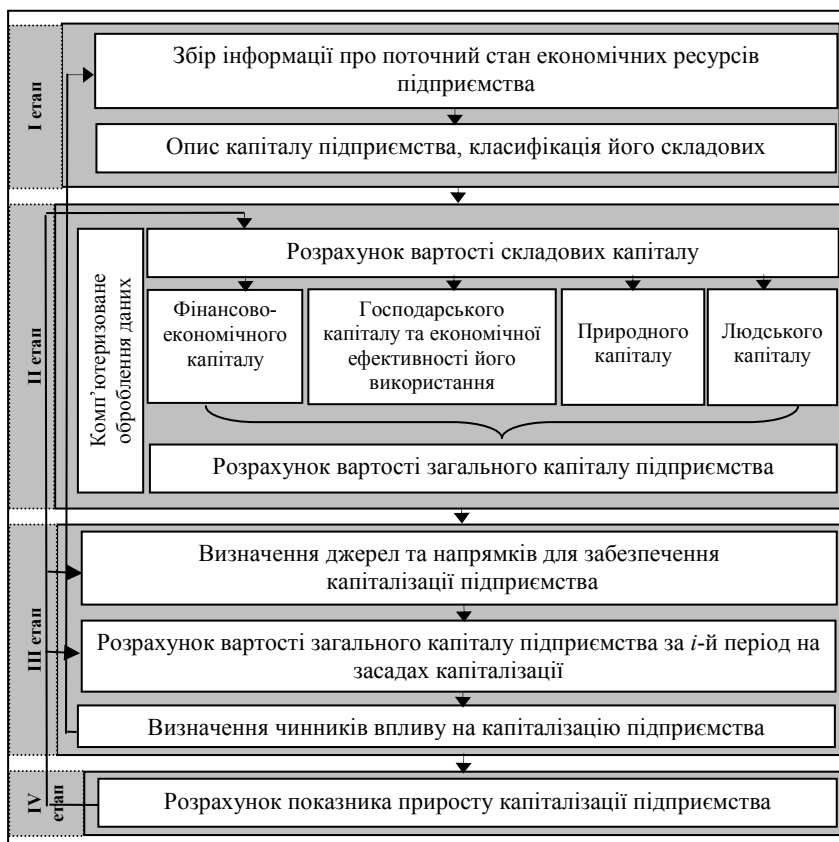 І етап
Збір інформації про поточний стан економічних ресурсів
підприємства
Опис капіталу підприємства, класифікація його складових
ІІ етап
Комп’ютеризоване
оброблення даних
Розрахунок вартості складових капіталу
Фінансово-
економічного
капіталу
Господарського
капіталу та економічної
ефективності його
використання
Природного
капіталу
Людського
капіталу
Розрахунок вартості загального капіталу підприємства
ІІІ етап
Визначення джерел та напрямків для забезпечення
капіталізації підприємства
Розрахунок вартості загального капіталу підприємства за i-й період на
засадах капіталізації
Визначення чинників впливу на капіталізацію підприємства
IV
етап
Розрахунок показника приросту капіталізації підприємства